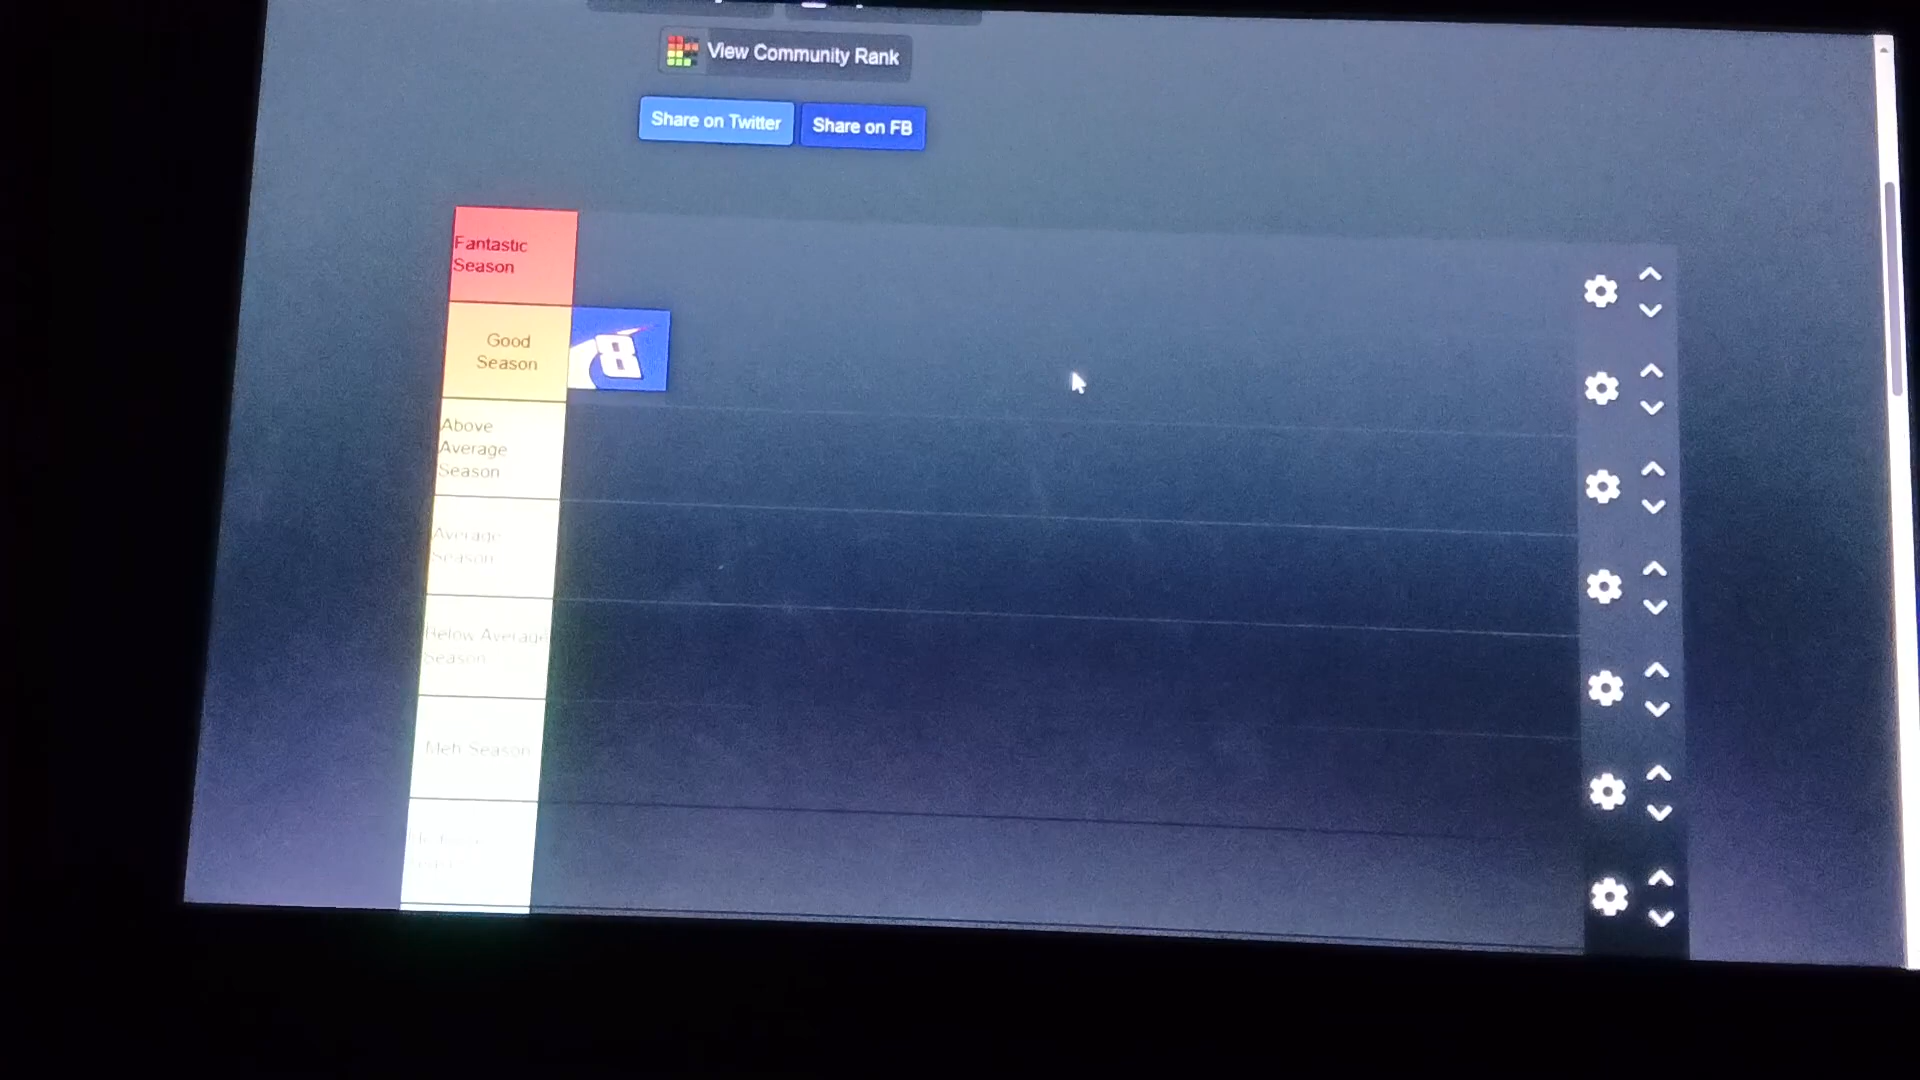 View Community Rank
Share on Twitter
Share on FB
Fantastic
Season
Good
Season
8
Above
Average
Season
Average
Season
Below Average
Season
Meh Season